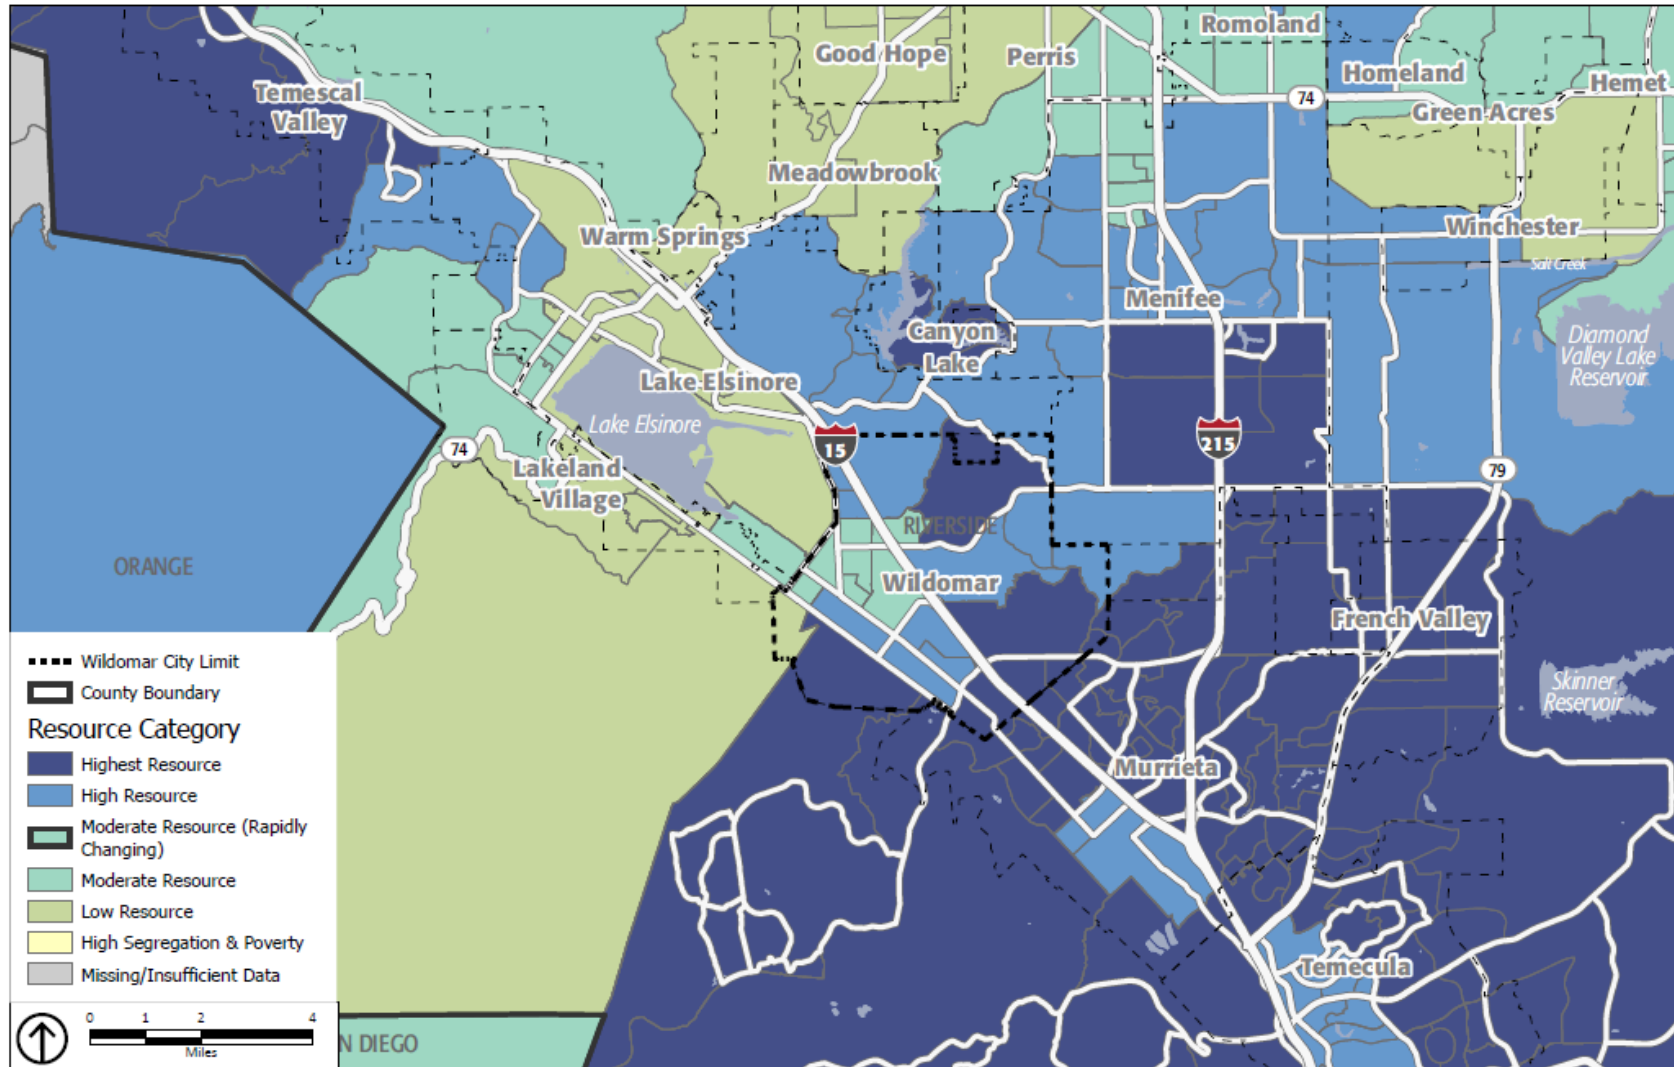 Romoland
Good Hope
Perris
Homeland
Hemet
Temescal
Valley
74
Green Acres
Meadowbrook
Winchester
Warm Springs
Salt Creek
Menifee
Canyon
Lake
Diamond
Valley Lake
Reservoir
Lake Elsinore
Lake Elsinore
74
15
215
79
Lakeland
Village
RIVERSIDE
ORANGE
Wildomar
French Valley
Skinner
Reservoir
Murrieta
Temecula
N DIEGO
Wildomar City Limit
County Boundary
Resource Category
Highest Resource
High Resource
Moderate Resource (Rapidly
Changing)
Moderate Resource
Low Resource
High Segregation & Poverty
Missing/Insufficient Data
0 1 2 4
Miles